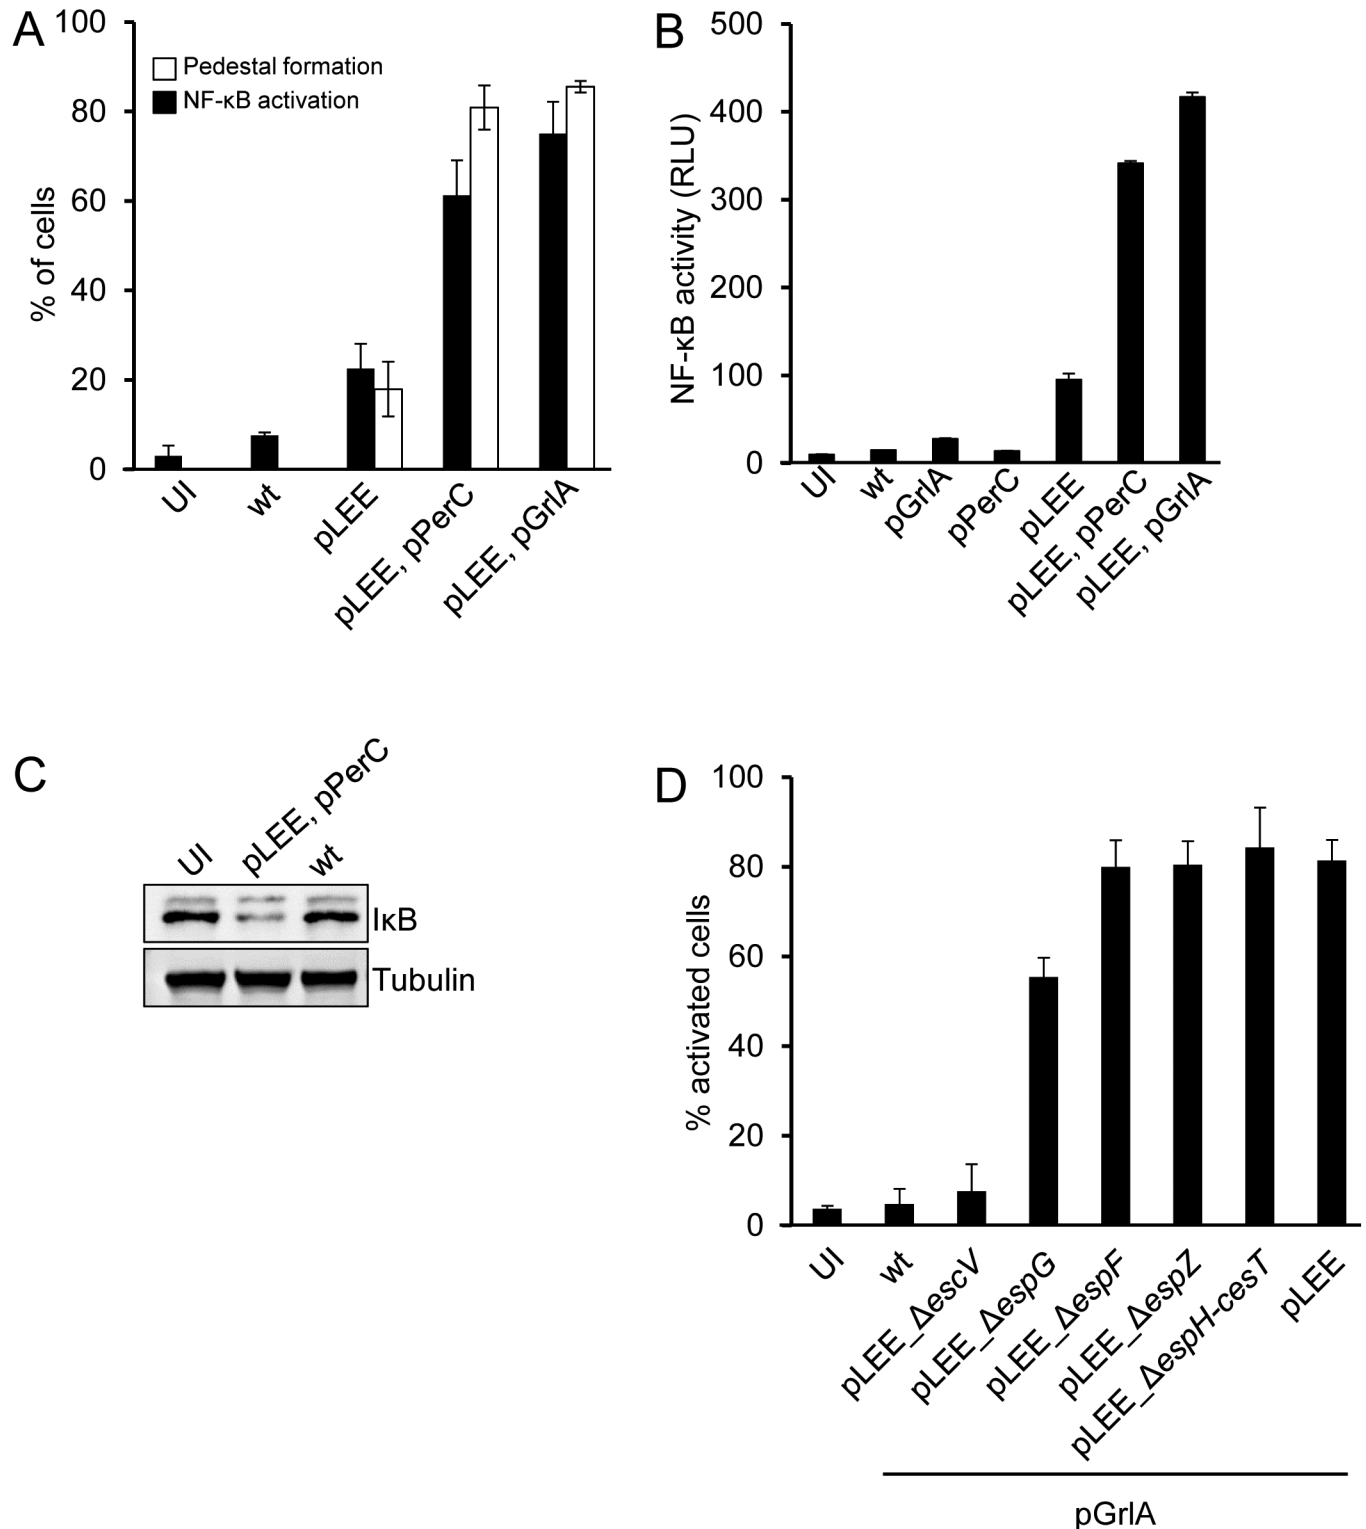 A
100
80
60
40
20
0
% of cells
Pedestal formation
NF-κB activation
UI
wt
pLEE
pLEE, pPerC
pLEE, pGrlA
B
500
400
300
200
100
0
NF-κB activity (RLU)
UI
wt
pGrlA
pPerC
pLEE
pLEE, pPerC
pLEE, pGrlA
C
UI
pLEE, pPerC
wt
IκB
Tubulin
D
100
80
60
40
20
0
% activated cells
UI
wt
pLEE_ΔescV
pLEE_ΔespG
pLEE_ΔespF
pLEE_ΔespZ
pLEE_ΔespH-cesT
pLEE
pGrlA